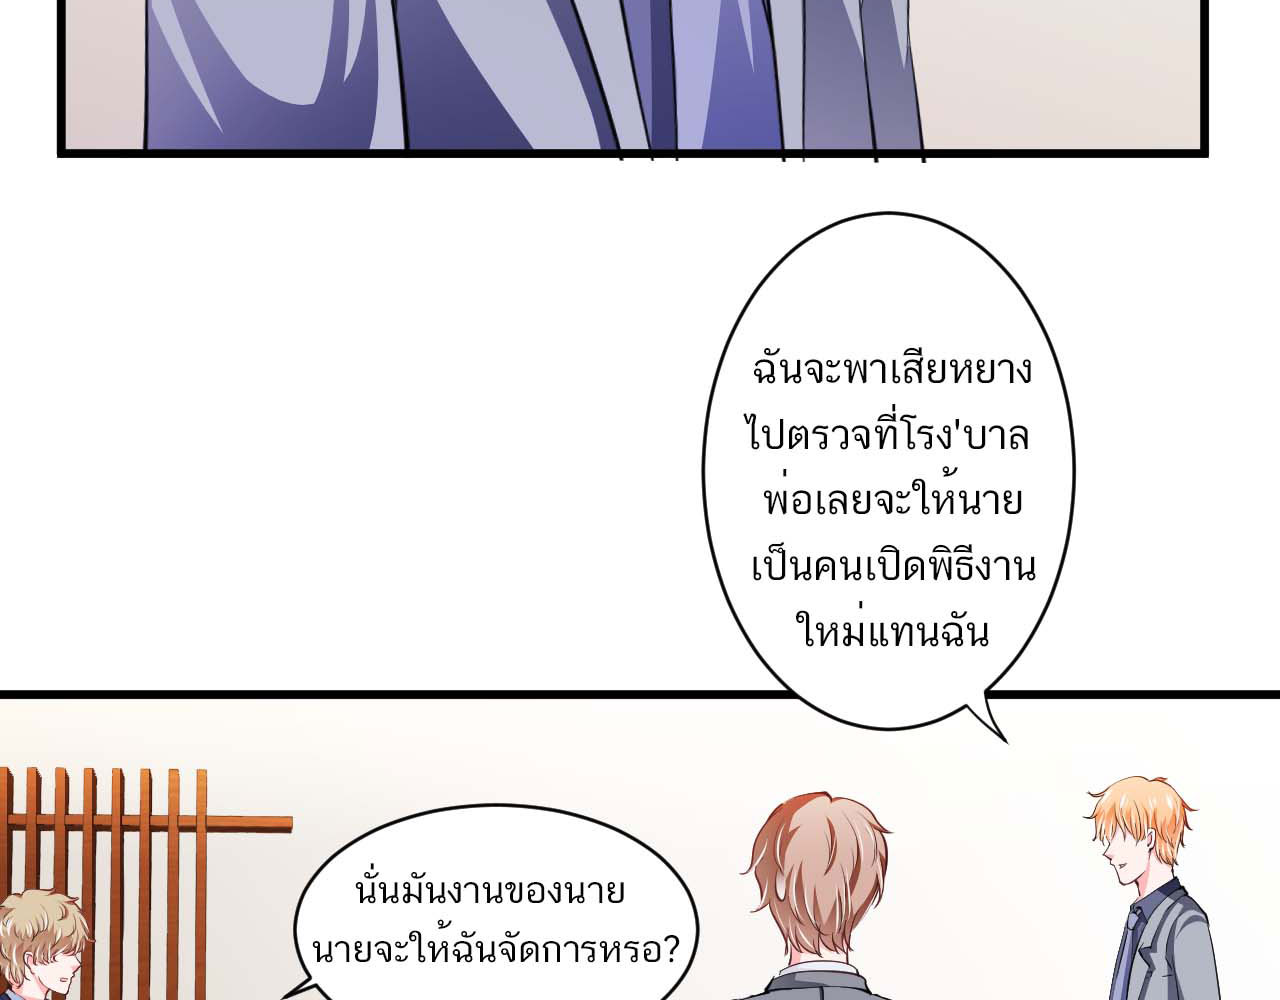 ฉันจะพาเสียหยาง
ไปตรวจที่โรง'บาล
พ่อเลยจะให้นาย
เป็นคนเปิดพิธีงาน
ใหม่แทนฉัน
นั่นมันงานของนาย
นายจะให้ฉันจัดการหรอ?